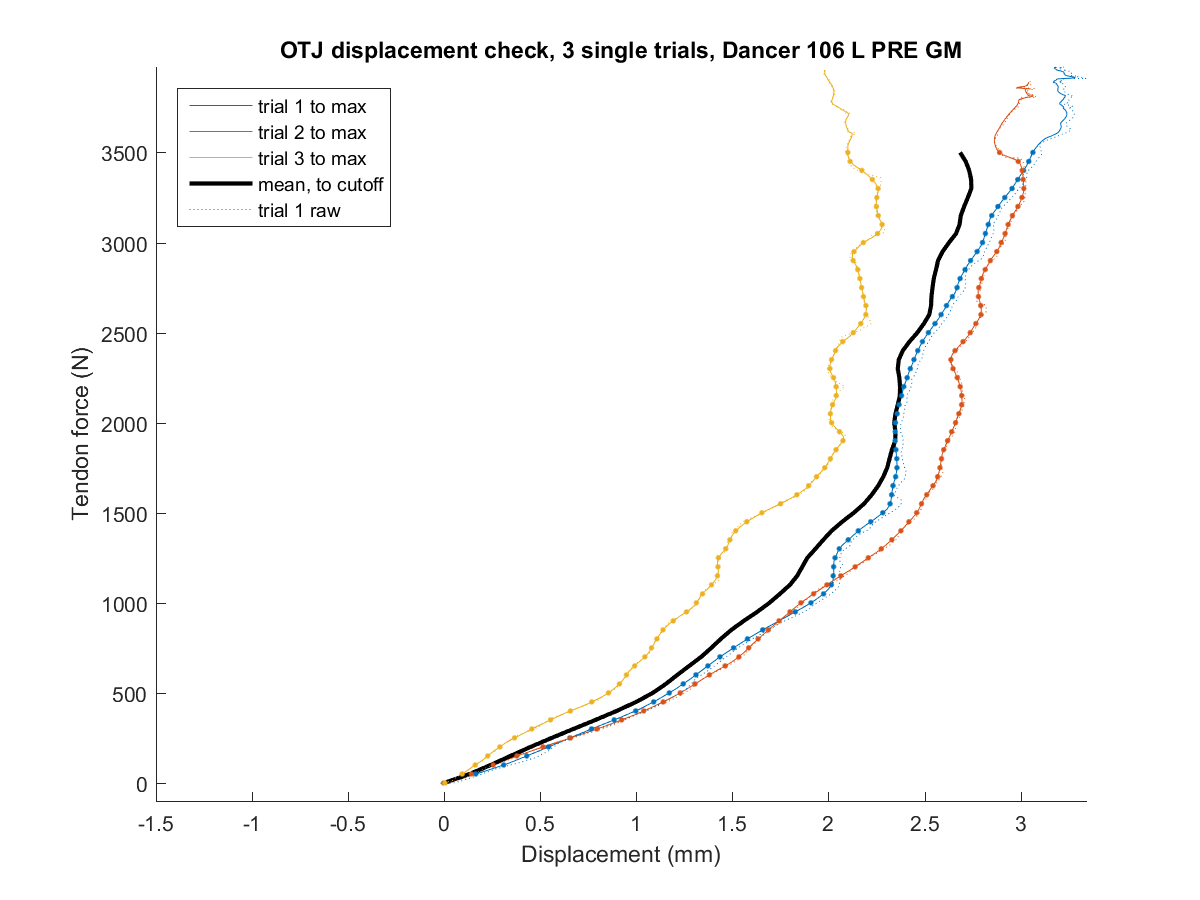 OTJ displacement check, 3 single trials, Dancer 106 L PRE GM
trial 1 to max
trial 2 to max
trial 3 to max
mean, to cutoff
trial 1 raw
Tendon force (N)
3500
3000
2500
2000
1500
1000
500
0
-1.5 -1 -0.5 0 0.5 1 1.5 2 2.5 3
Displacement (mm)